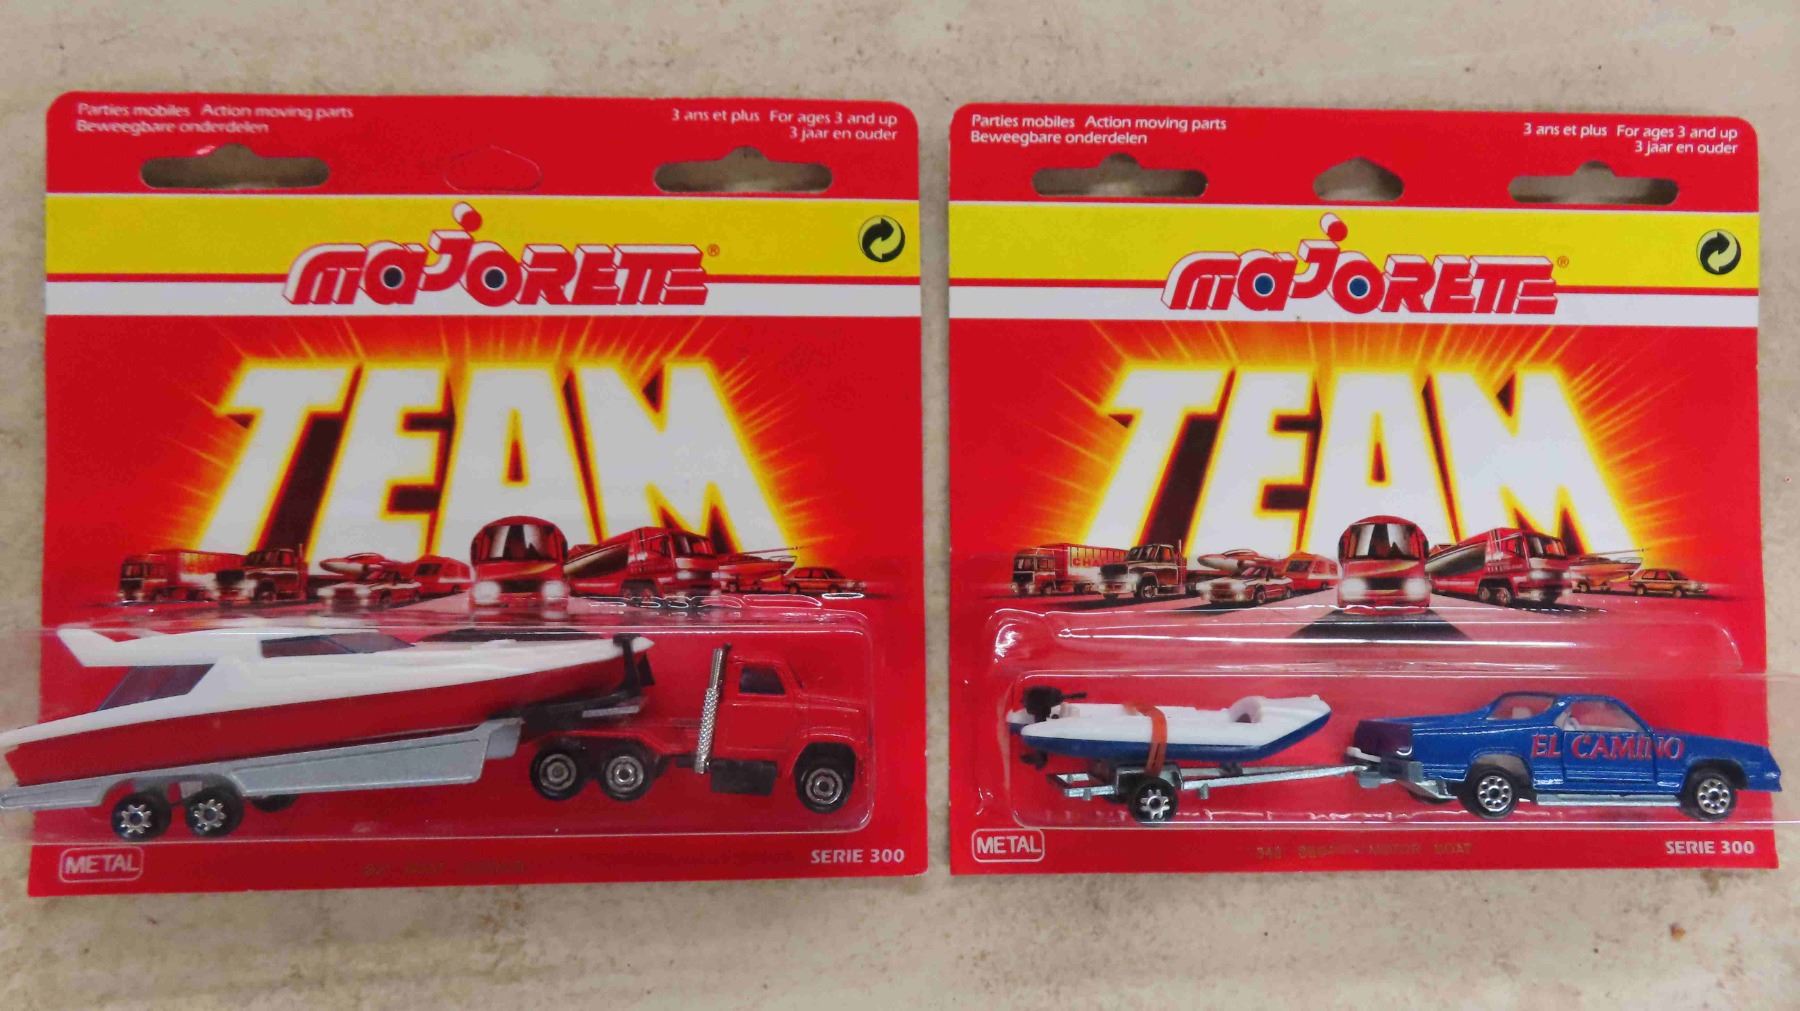 Parties mobiles Action moving parts
Beweegbare onderdelen
3 ans et plus For ages 3 and up
3 jaar en ouder
MAJORETTE®
TEAM
METAL
SERIE 300
Parties mobiles Action moving parts
Beweegbare onderdelen
3 ans et plus For ages 3 and up
3 jaar en ouder
MAJORETTE®
TEAM
EL CAMINO
METAL
MOTOR BOAT
SERIE 300